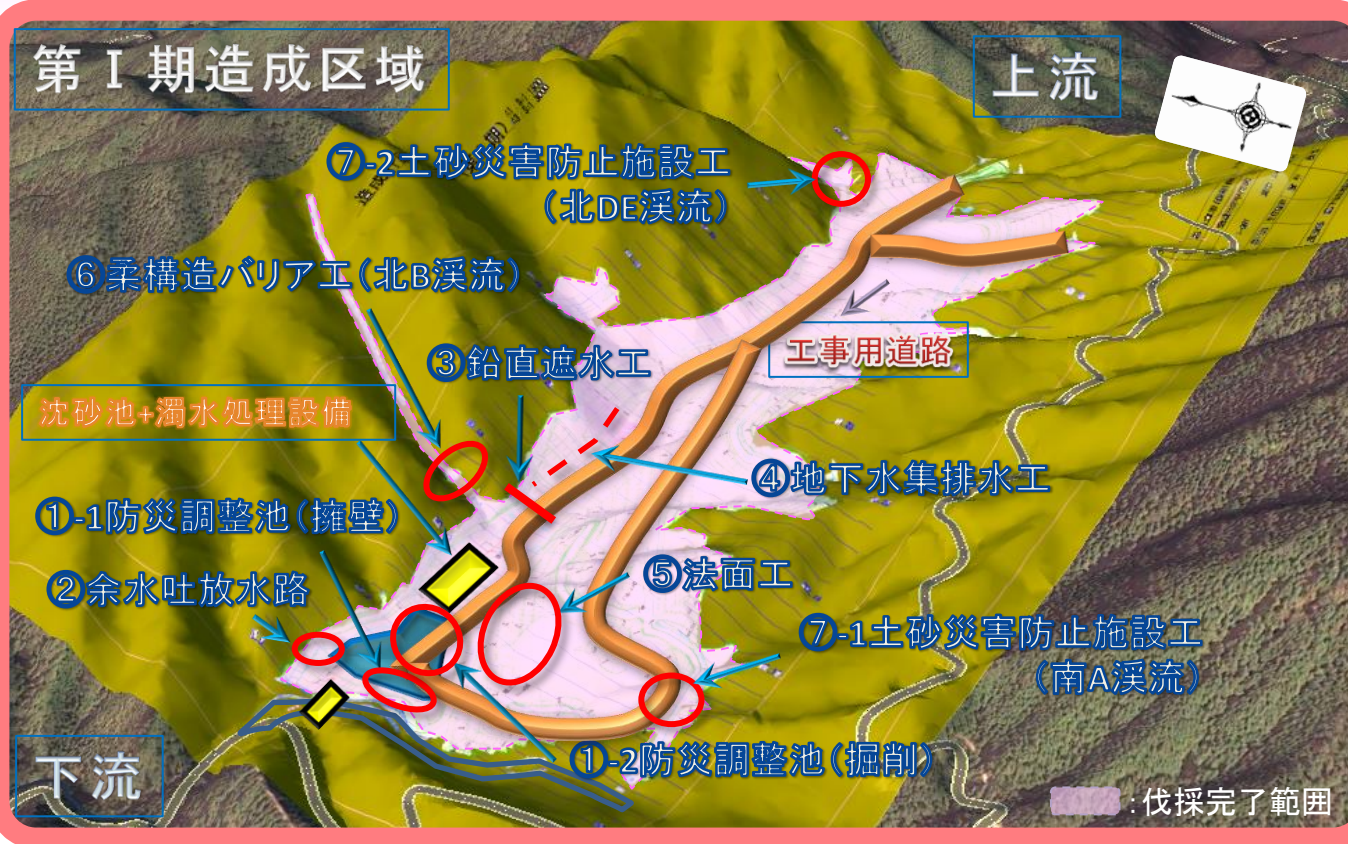 第Ⅰ期造成区域
上流
⑦-2土砂災害防止施設工
（北DE渓流）
⑥柔構造バリア工（北B渓流）
③鉛直遮水工
工事用道路
沈砂池+濁水処理設備
④地下水集排水工
①-1防災調整池（擁壁）
⑤法面工
②余水吐放水路
⑦-1土砂災害防止施設工
（南A渓流）
①-2防災調整池（掘削）
下流
：伐採完了範囲